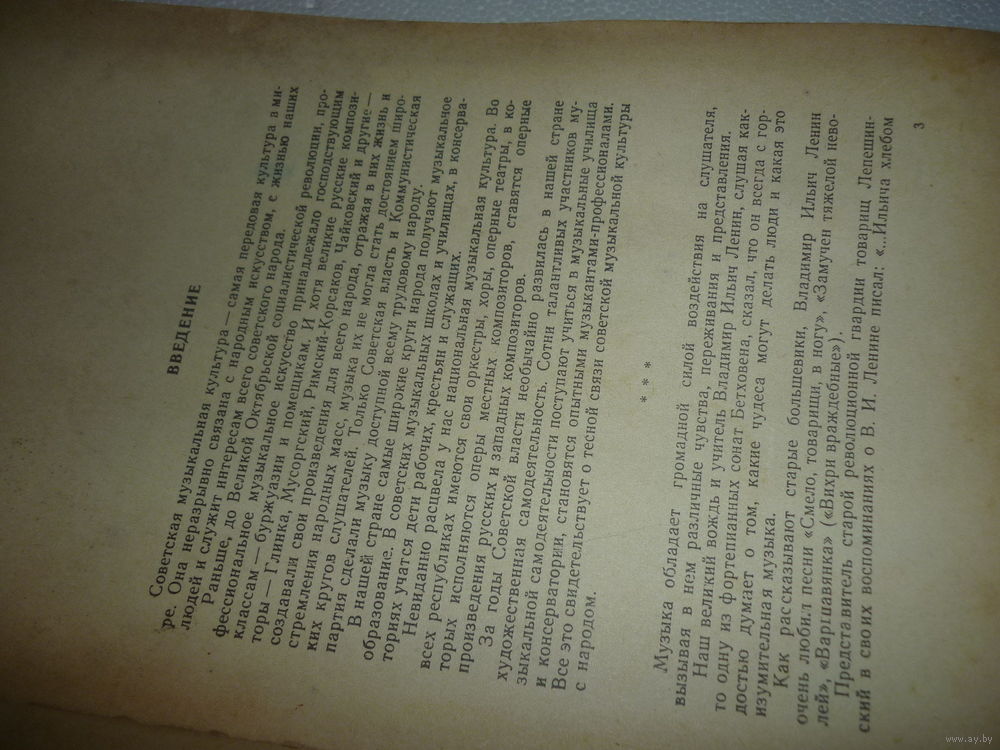 ВВЕДЕНИЕ
Советская музыкальная культура — самая передовая культура в ми-
ре. Она неразрывно связана с народным искусством, с жизнью наших
людей и служит интересам всего советского народа.
Раньше, до Великой Октябрьской социалистической революции, про-
фессиональное музыкальное искусство принадлежало господствующим
классам — буржуазии и помещикам. И хотя великие русские компози-
торы — Глинка, Мусоргский, Римский-Корсаков, Чайковский и другие —
создавали свои произведения для всего народа, отражая в них жизнь и
стремления народных масс, музыка их не могла стать достоянием широ-
ких кругов слушателей. Только Советская власть и Коммунистическая
партия сделали музыку доступной всему трудовому народу.
В нашей стране самые широкие круги народа получают музыкальное
образование. В советских музыкальных школах и училищах, в консерва-
ториях учатся дети рабочих, крестьян и служащих.
Невиданно расцвела у нас национальная музыкальная культура. Во
всех республиках имеются свои оркестры, хоры, оперные театры, в ко-
торых исполняются оперы местных композиторов, ставятся оперные
произведения русских и западных композиторов.
За годы Советской власти необычайно развилась в нашей стране
художественная самодеятельность. Сотни талантливых участников му-
зыкальной самодеятельности поступают учиться в музыкальные училища
и консерватории, становятся опытными музыкантами-профессионалами.
Все это свидетельствует о тесной связи советской музыкальной культуры
с народом.
* * *
Музыка обладает громадной силой воздействия на слушателя,
вызывая в нем различные чувства, переживания и представления.
Наш великий вождь и учитель Владимир Ильич Ленин, слушая как-
то одну из фортепианных сонат Бетховена, сказал, что он всегда с гор-
достью думает о том, какие чудеса могут делать люди и какая это
изумительная музыка.
Как рассказывают старые большевики, Владимир Ильич Ленин
очень любил песни «Смело, товарищи, в ногу», «Замучен тяжелой нево-
лей», «Варшавянка» («Вихри враждебные»).
Представитель старой революционной гвардии товарищ Лепешин-
ский в своих воспоминаниях о В. И. Ленине писал: «...Ильича хлебом
3
www.ay.by